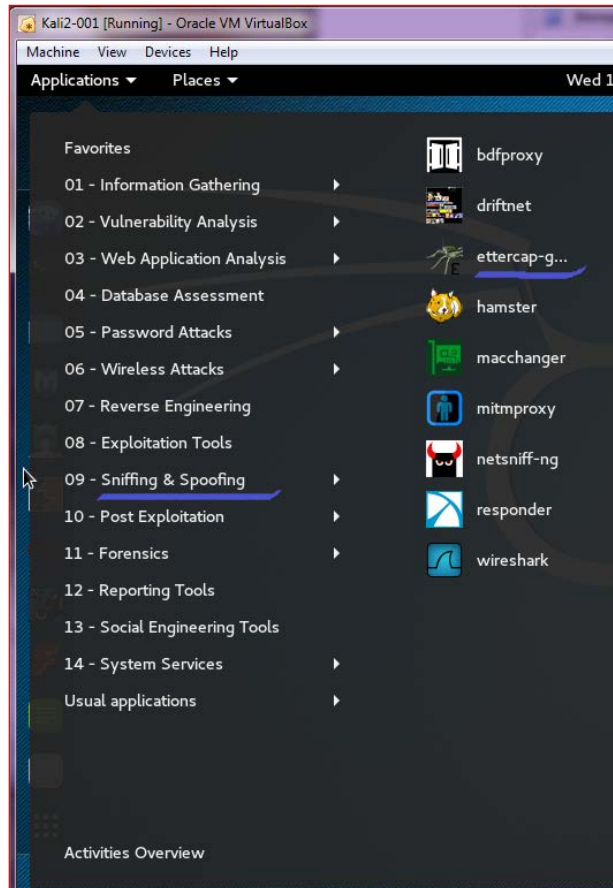 Kali2-001 [Running] - Oracle VM VirtualBox
Machine View Devices Help
Applications Places Wed 1
Favorites
01 - Information Gathering
02 - Vulnerability Analysis
03 - Web Application Analysis
04 - Database Assessment
05 - Password Attacks
06 - Wireless Attacks
07 - Reverse Engineering
08 - Exploitation Tools
09 - Sniffing & Spoofing
10 - Post Exploitation
11 - Forensics
12 - Reporting Tools
13 - Social Engineering Tools
14 - System Services
Usual applications
Activities Overview
bdfproxy
driftnet
ettercap-g...
hamster
macchanger
mitmproxy
netsniff-ng
responder
wireshark